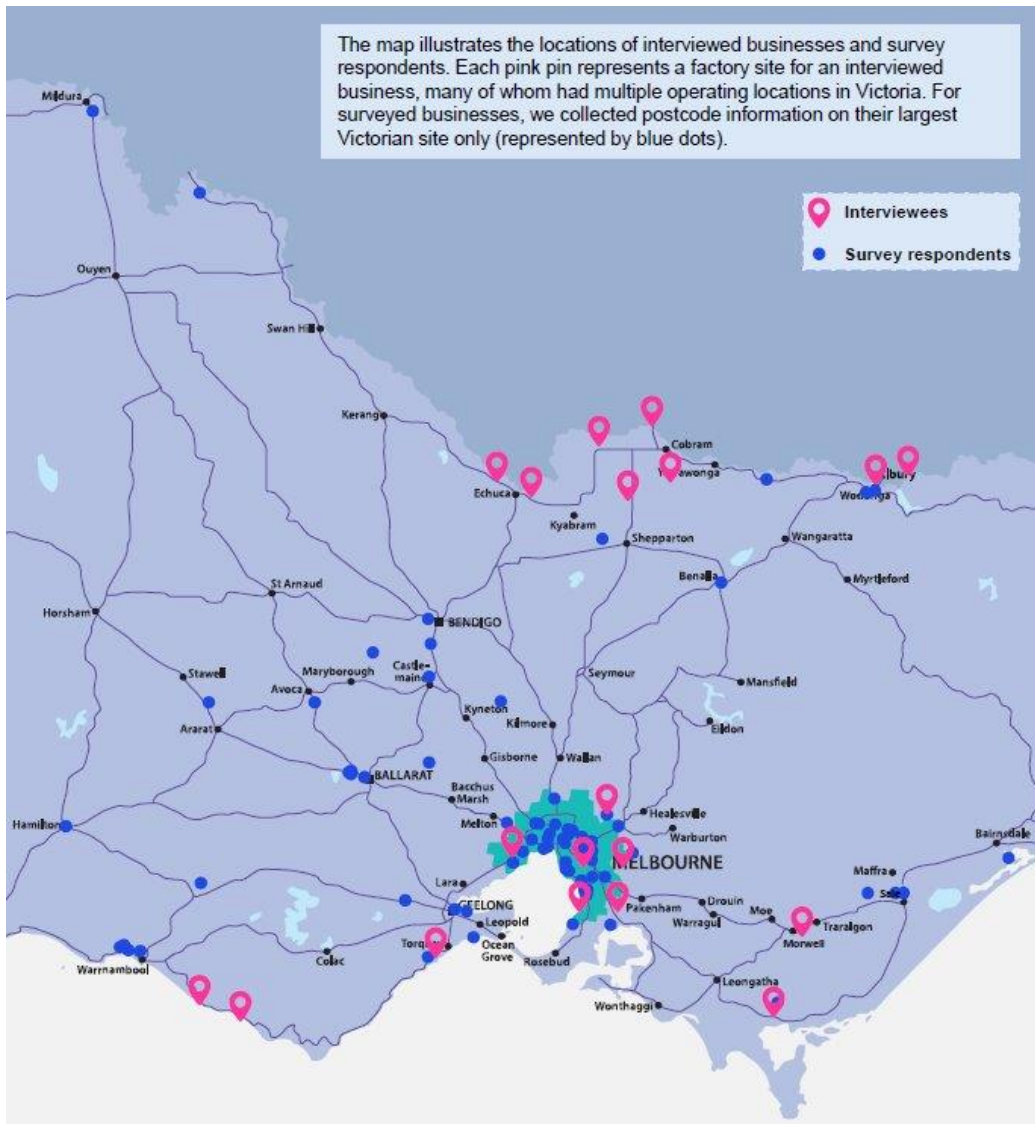 The map illustrates the locations of interviewed businesses and survey
respondents. Each pink pin represents a factory site for an interviewed
business, many of whom had multiple operating locations in Victoria. For
surveyed businesses, we collected postcode information on their largest
Victorian site only (represented by blue dots).
Interviewees
Survey respondents
Mildura
Ouyen
Swan Hill
Kerang
Echuca
Cobram
Kyabram
Shepparton
Wangaratta
Benalla
Myrtleford
St Arnaud
Horsham
BENDIGO
Stawell
Maryborough
Castle-
maine
Avoca
Seymour
Mansfield
Ararat
Kyneton
Kilmore
Eildon
Gisborne
Wallan
BALLARAT
Bacchus
Marsh
Melton
Healesville
Warburton
Hamilton
MELBOURNE
Bairnsdale
Maffra
Sale
Lara
GEELONG
Leopold
Pakenham
Drouin
Warragul
Moe
Traralgon
Morwell
Ocean
Grove
Rosebud
Colac
Warrnambool
Leongatha
Wonthaggi